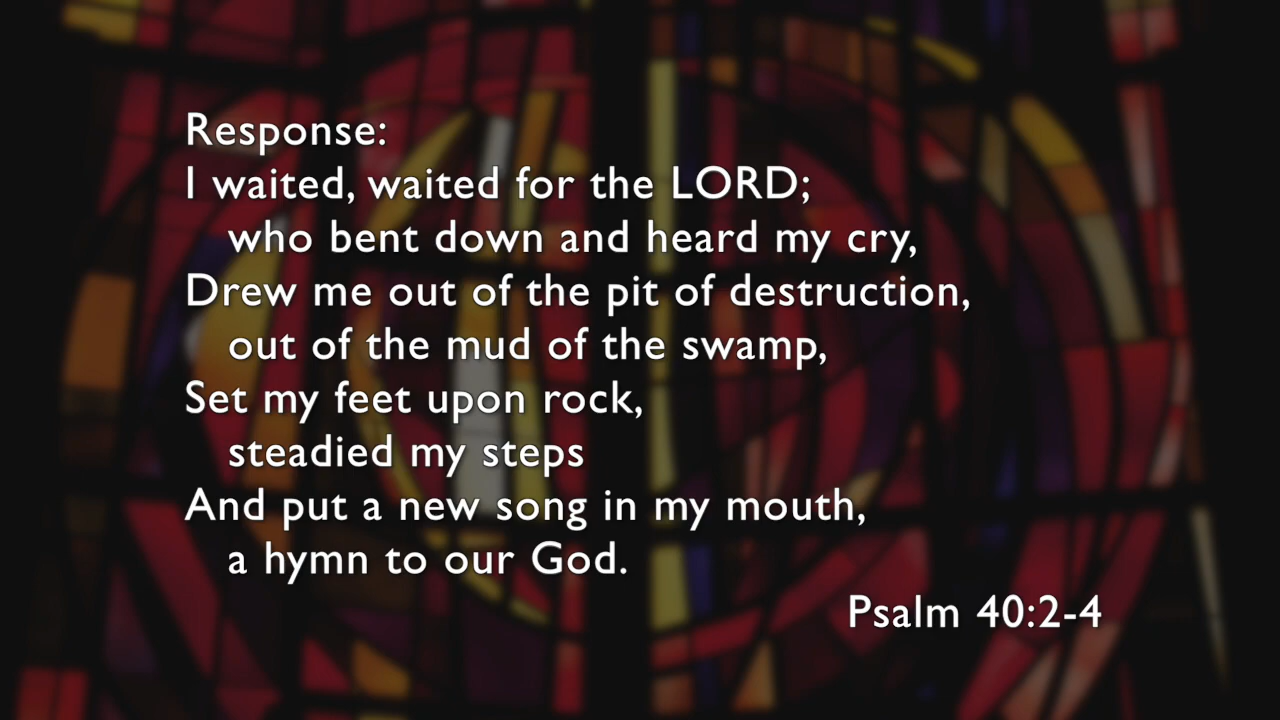 Response:
I waited, waited for the LORD;
who bent down and heard my cry,
Drew me out of the pit of destruction,
out of the mud of the swamp,
Set my feet upon rock,
steadied my steps
And put a new song in my mouth,
a hymn to our God.
Psalm 40:2-4